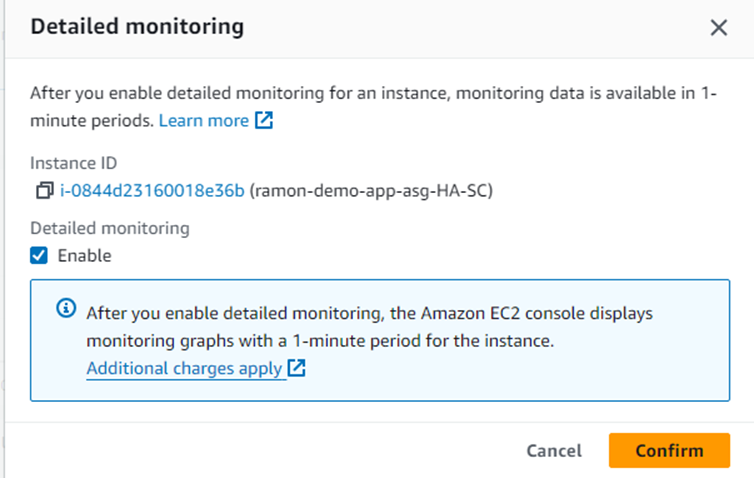 Detailed monitoring
After you enable detailed monitoring for an instance, monitoring data is available in 1-
minute periods. Learn more
Instance ID
i-0844d23160018e36b (ramon-demo-app-asg-HA-SC)
Detailed monitoring
Enable
After you enable detailed monitoring, the Amazon EC2 console displays
monitoring graphs with a 1-minute period for the instance.
Additional charges apply
Cancel Confirm